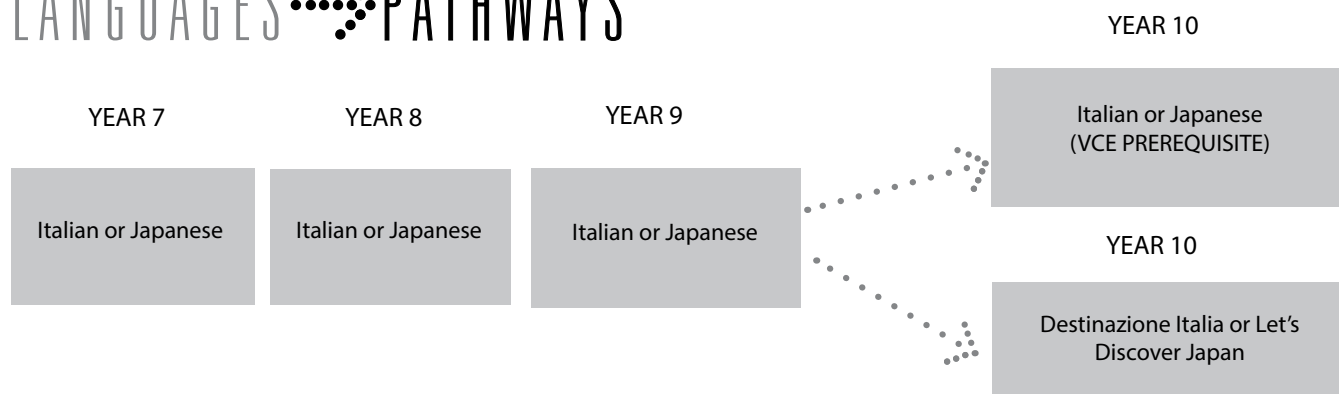 LANGUAGES PATHWAYS
YEAR 7
Italian or Japanese
YEAR 8
Italian or Japanese
YEAR 9
Italian or Japanese
YEAR 10
Italian or Japanese
(VCE PREREQUISITE)
YEAR 10
Destinazione Italia or Let's
Discover Japan